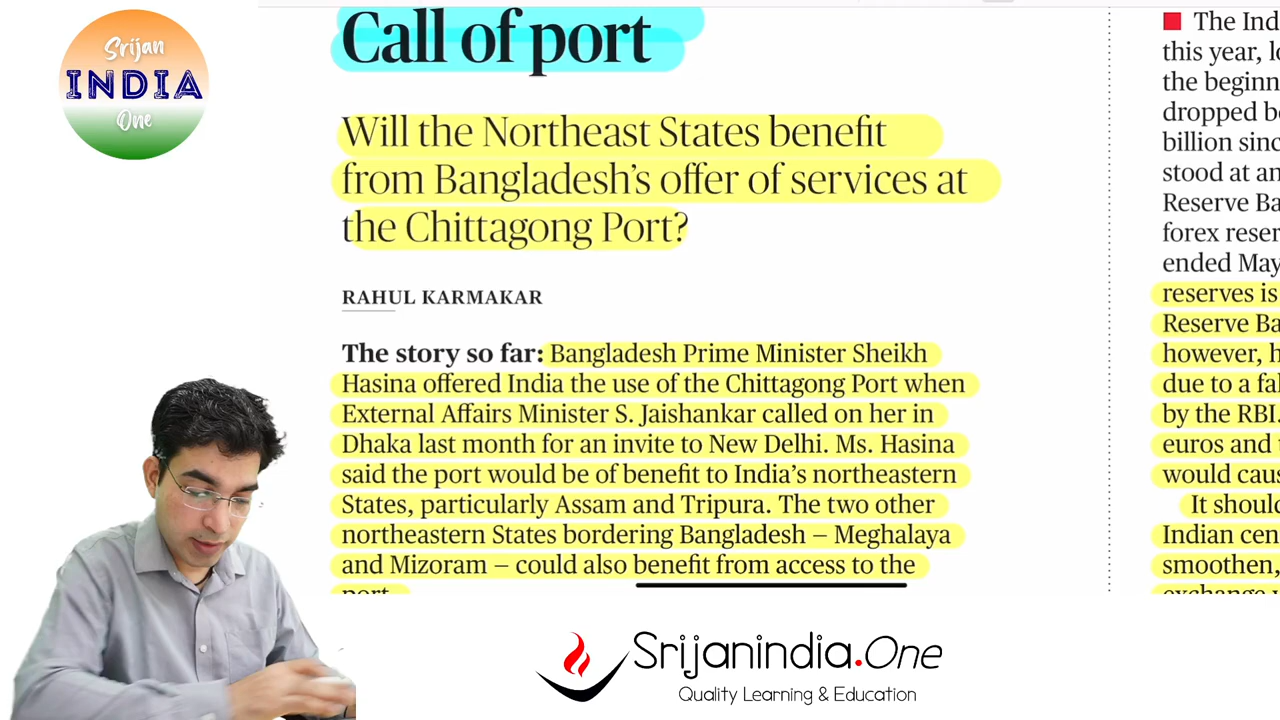 Srijan
INDIA
One
Call of port
Will the Northeast States benefit
from Bangladesh's offer of services at
the Chittagong Port?
RAHUL KARMAKAR
The story so far: Bangladesh Prime Minister Sheikh
Hasina offered India the use of the Chittagong Port when
External Affairs Minister S. Jaishankar called on her in
Dhaka last month for an invite to New Delhi. Ms. Hasina
said the port would be of benefit to India's northeastern
States, particularly Assam and Tripura. The two other
northeastern States bordering Bangladesh – Meghalaya
and Mizoram – could also benefit from access to the
port.
The Ind
this year, l
the beginn
dropped b
billion sinc
stood at an
Reserve Ba
forex reser
ended May
reserves is
Reserve Ba
however, h
due to a fa
by the RBI.
euros and
would caus
It shoul
Indian cen
smoothen,
exchange
Srijanindia.One
Quality Learning & Education